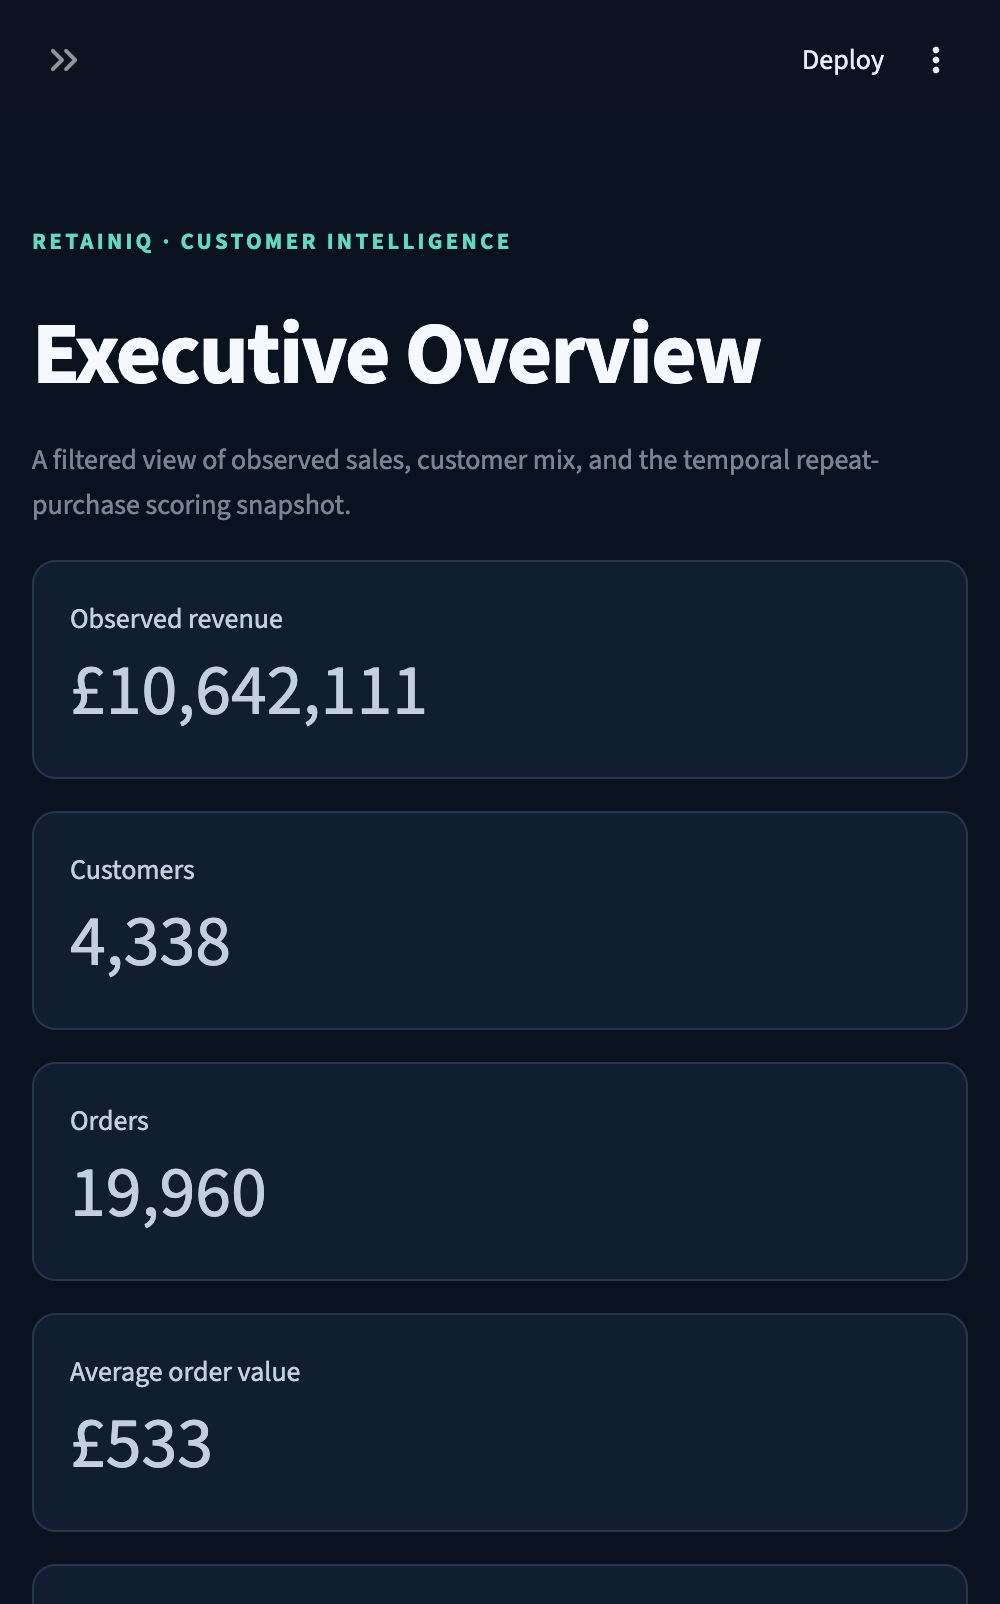 Deploy
RETAINIQ · CUSTOMER INTELLIGENCE
Executive Overview
A filtered view of observed sales, customer mix, and the temporal repeat-
purchase scoring snapshot.
Observed revenue
£10,642,111
Customers
4,338
Orders
19,960
Average order value
£533